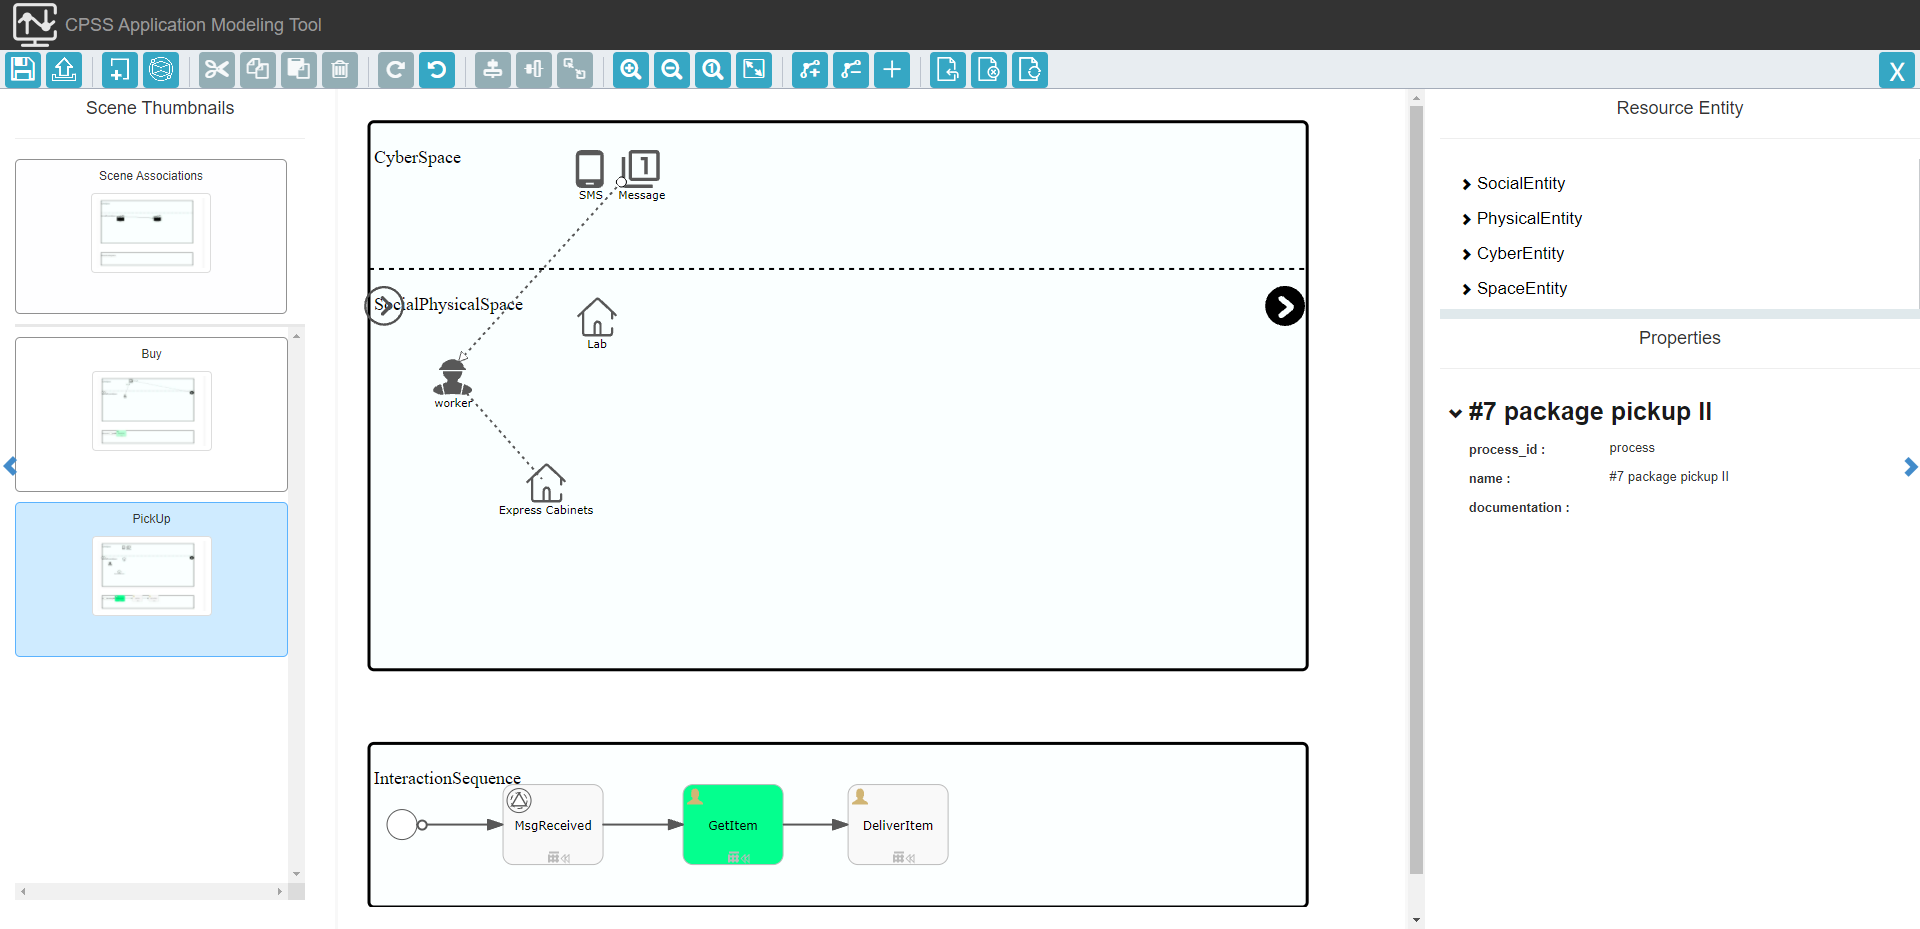 CPSS Application Modeling Tool
X
Scene Thumbnails
Scene Associations
Buy
PickUp
CyberSpace
1
SMS
Message
SocialPhysicalSpace
Lab
worker
Express Cabinets
InteractionSequence
MsgReceived
GetItem
DeliverItem
Resource Entity
SocialEntity
PhysicalEntity
CyberEntity
SpaceEntity
Properties
#7 package pickup II
process_id : process
name : #7 package pickup II
documentation :